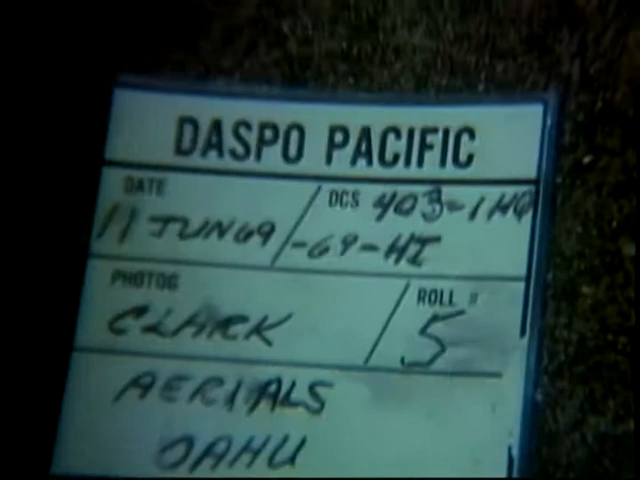 DASPO PACIFIC
DATE DCS 403-1HQ
11 JUN69 / -69-HI
PHOTOG ROLL #
CLARK / 5
AERIALS
OAHU